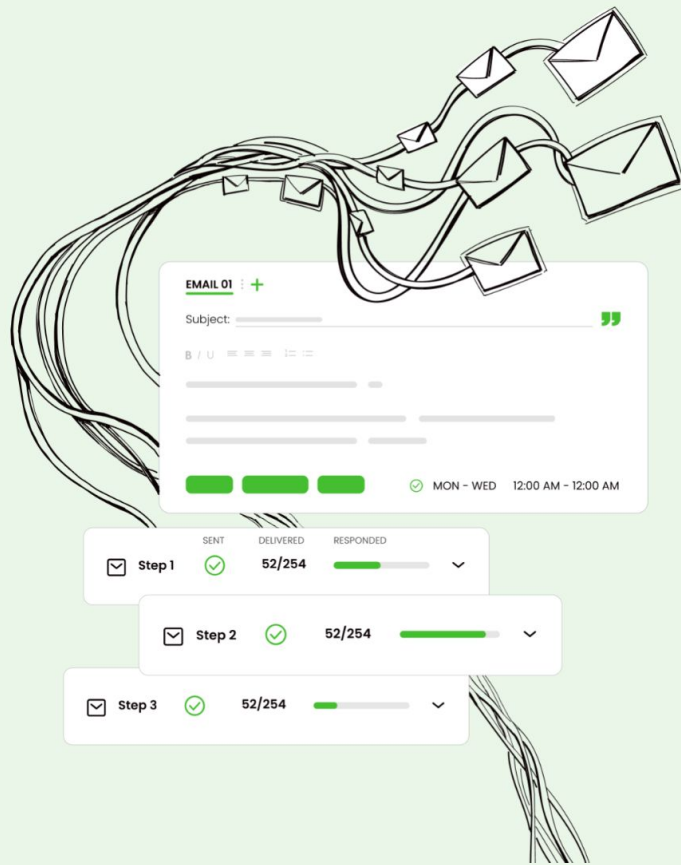 EMAIL 01
Subject:
B I U
MON - WED 12:00 AM - 12:00 AM
SENT DELIVERED RESPONDED
Step 1 52/254
Step 2 52/254
Step 3 52/254